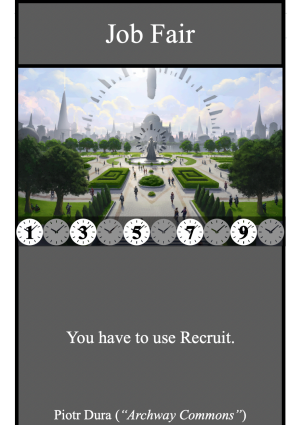 Job Fair
1 3 5 7 9
You have to use Recruit.
Piotr Dura (“Archway Commons”)